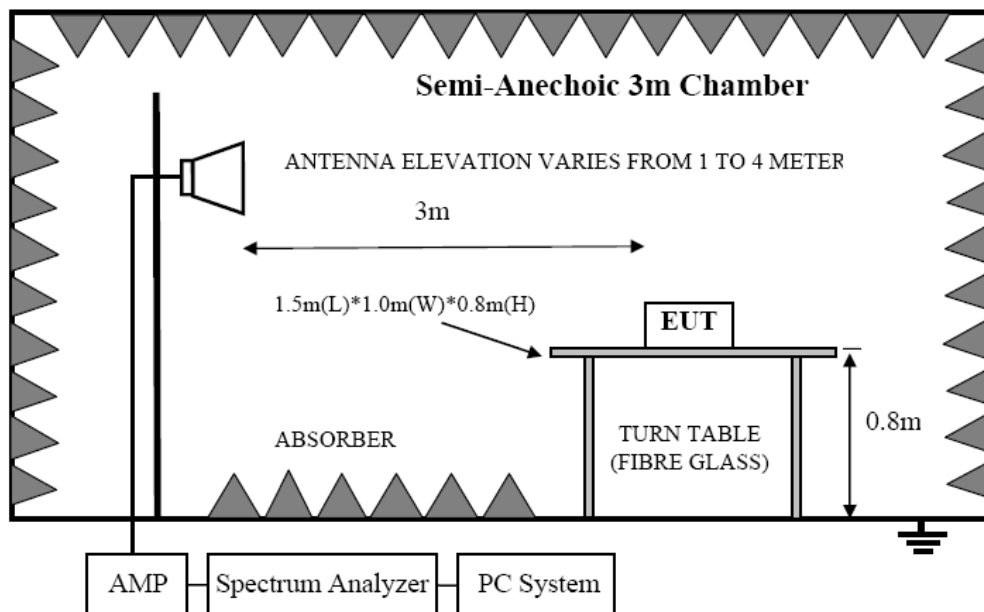 Semi-Anechoic 3m Chamber
ANTENNA ELEVATION VARIES FROM 1 TO 4 METER
3m
1.5m(L)*1.0m(W)*0.8m(H)
EUT
0.8m
ABSORBER
TURN TABLE
(FIBRE GLASS)
AMP
Spectrum Analyzer
PC System